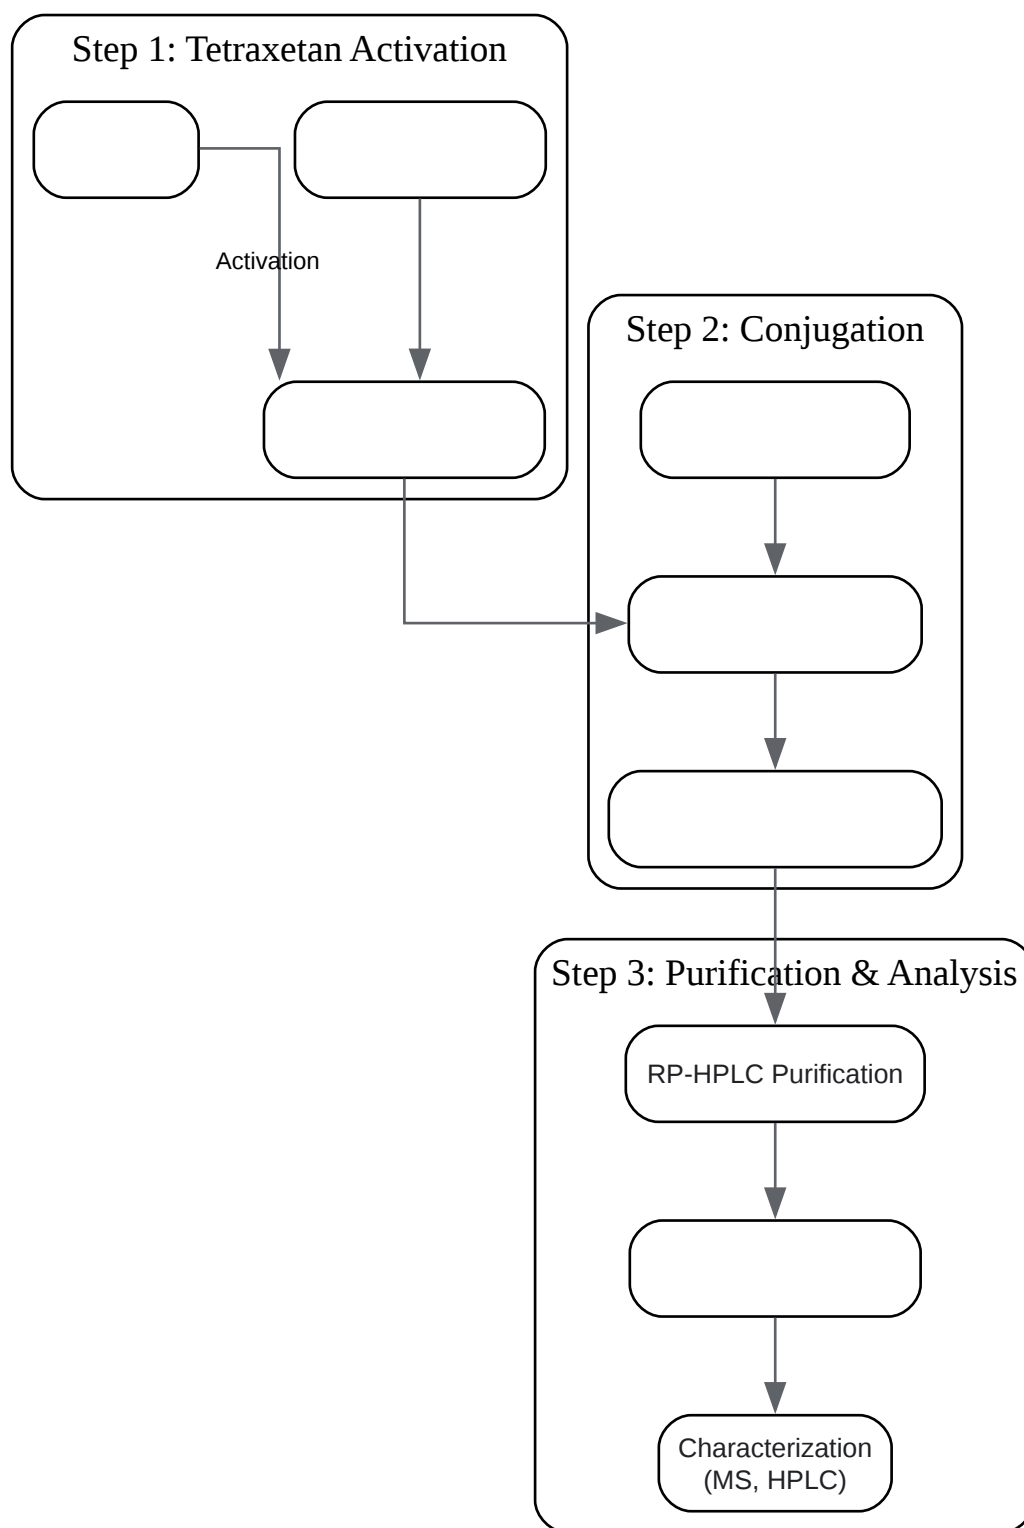 Step 1: Tetraxetan Activation
Activation
Step 2: Conjugation
Step 3: Purification & Analysis
RP-HPLC Purification
Characterization
(MS, HPLC)